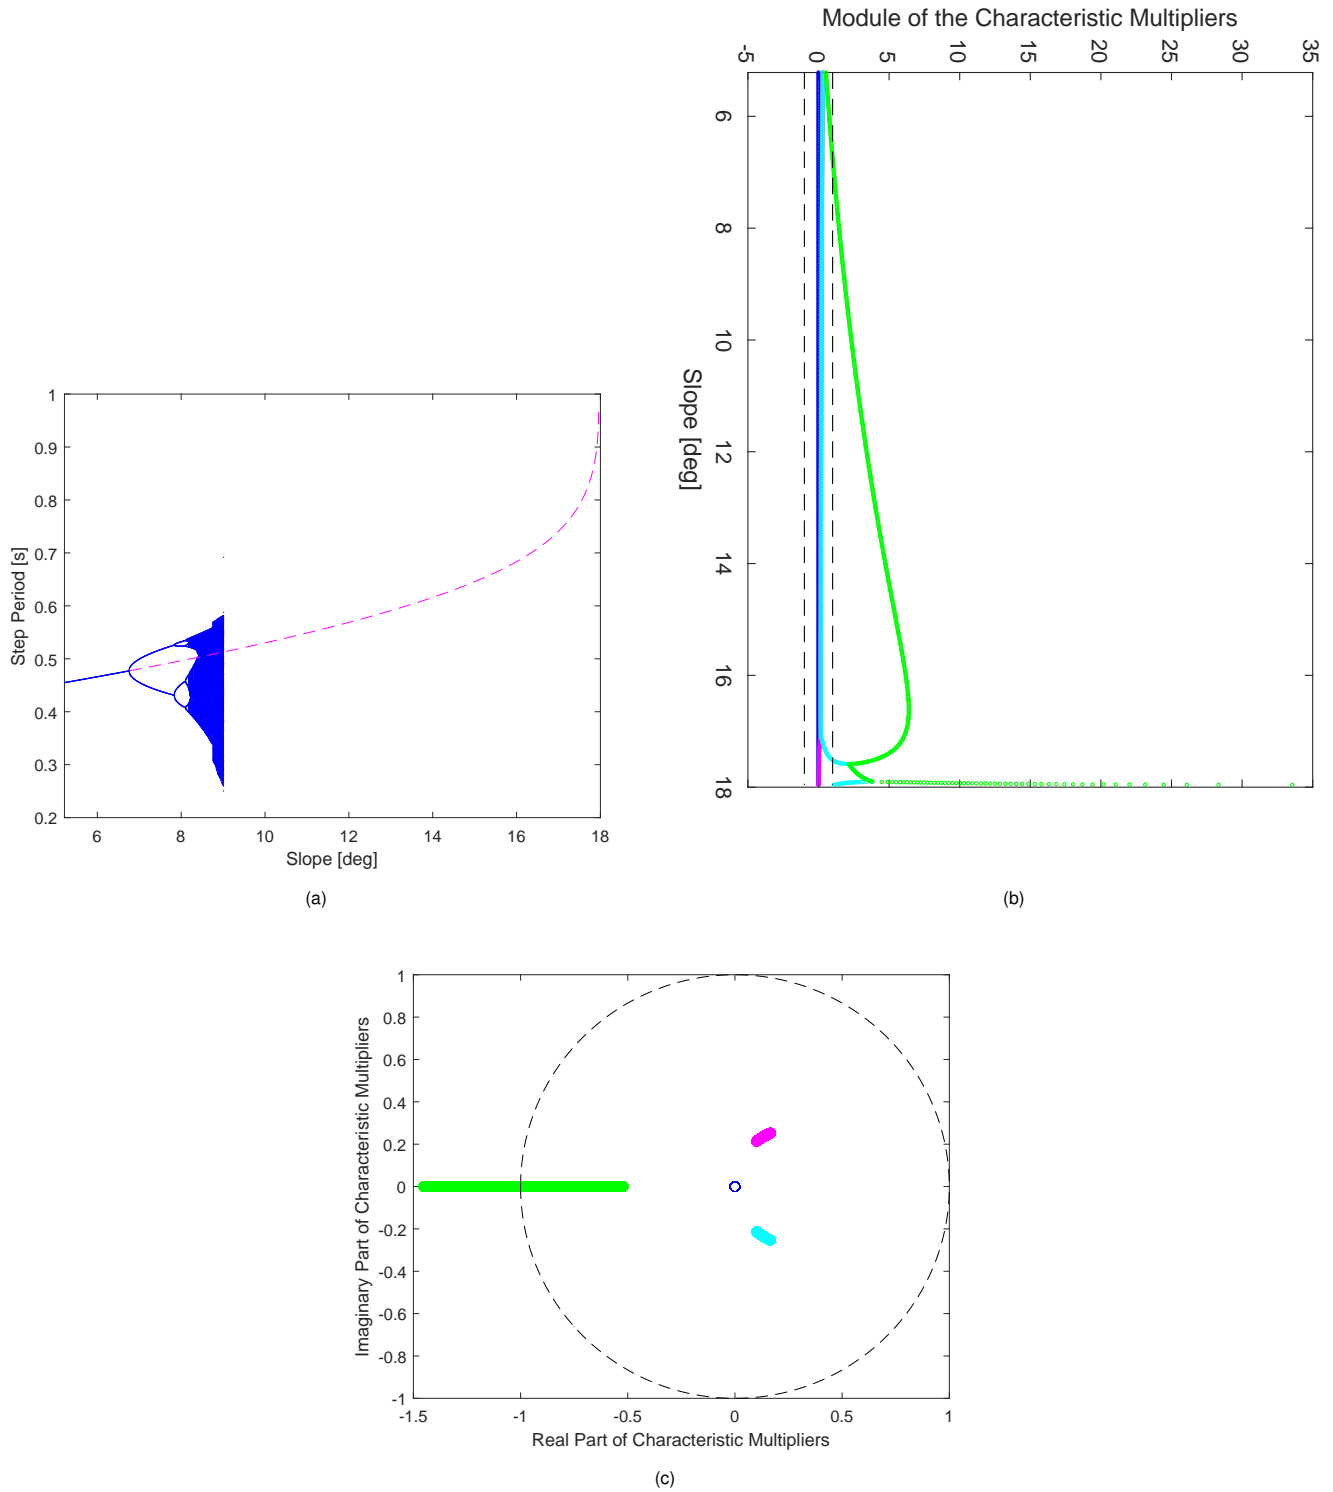 Module of the Characteristic Multipliers
-5 0 5 10 15 20 25 30 35
6
8
10
12
14
16
18
Slope [deg]
(b)
1
0.9
0.8
0.7
0.6
0.5
0.4
0.3
0.2
Step Period [s]
6 8 10 12 14 16 18
Slope [deg]
(a)
1
0.8
0.6
0.4
0.2
0
-0.2
-0.4
-0.6
-0.8
-1
Imaginary Part of Characteristic Multipliers
-1.5 -1 -0.5 0 0.5 1
Real Part of Characteristic Multipliers
(c)